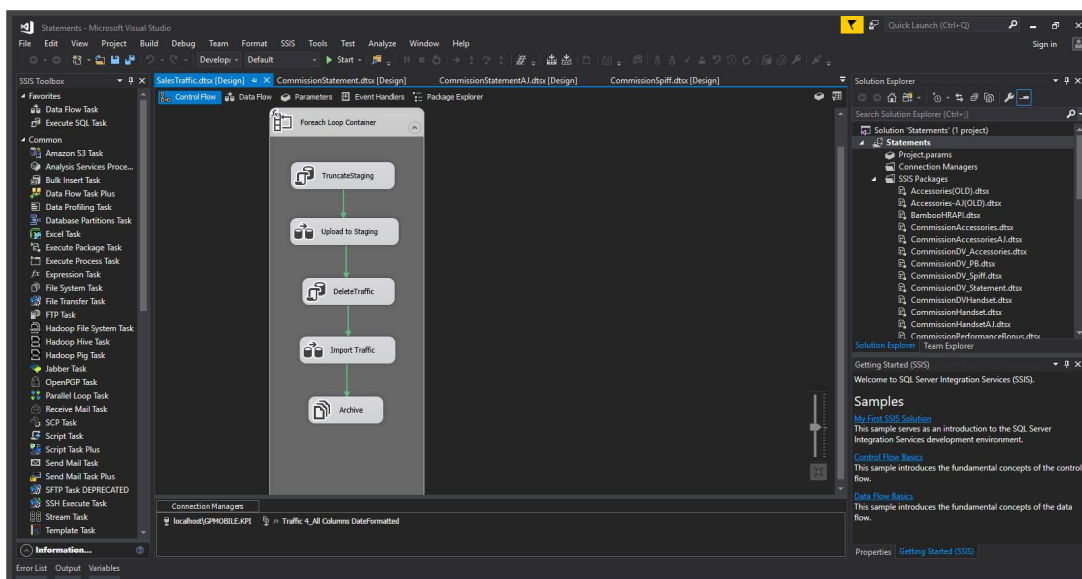 Statements - Microsoft Visual Studio
Quick Launch (Ctrl+Q)
File Edit View Project Build Debug Team Format SSIS Tools Test Analyze Window Help
Sign in
Develop Default Start
SSIS Toolbox
Favorites
Data Flow Task
Execute SQL Task
Common
Amazon S3 Task
Analysis Services Proce...
Bulk Insert Task
Data Flow Task Plus
Data Profiling Task
Database Partitions Task
Excel Task
Execute Package Task
Execute Process Task
Expression Task
File System Task
File Transfer Task
FTP Task
Hadoop File System Task
Hadoop Hive Task
Hadoop Pig Task
Jabber Task
OpenPGP Task
Parallel Loop Task
Receive Mail Task
SCP Task
Script Task
Script Task Plus
Send Mail Task
Send Mail Task Plus
SFTP Task DEPRECATED
SSH Execute Task
Stream Task
Template Task
Information...
SalesTraffic.dtsx [Design] CommissionStatement.dtsx [Design] CommissionStatementAJ.dtsx [Design] CommissionSpiff.dtsx [Design]
Control Flow Data Flow Parameters Event Handlers Package Explorer
Foreach Loop Container
TruncateStaging
Upload to Staging
DeleteTraffic
Import Traffic
Archive
Connection Managers
localhost\GPMOBILE.KPI fx Traffic 4_All Columns DateFormatted
Solution Explorer
Search Solution Explorer (Ctrl+;)
Solution 'Statements' (1 project)
Statements
Project.params
Connection Managers
SSIS Packages
Accessories(OLD).dtsx
Accessories-AJ(OLD).dtsx
BambooHRAPI.dtsx
CommissionAccessories.dtsx
CommissionAccessoriesAJ.dtsx
CommissionDV_Accessories.dtsx
CommissionDV_PB.dtsx
CommissionDV_Spiff.dtsx
CommissionDV_Statement.dtsx
CommissionDVHandset.dtsx
CommissionHandset.dtsx
CommissionHandsetAJ.dtsx
CommissionPerformanceBonus.dtsx
Solution Explorer Team Explorer
Getting Started (SSIS)
Welcome to SQL Server Integration Services (SSIS).
Samples
My First SSIS Solution
This sample serves as an introduction to the SQL Server
Integration Services development environment.
Control Flow Basics
This sample introduces the fundamental concepts of the control
flow.
Data Flow Basics
This sample introduces the fundamental concepts of the data
flow.
Properties Getting Started (SSIS)
Error List Output Variables